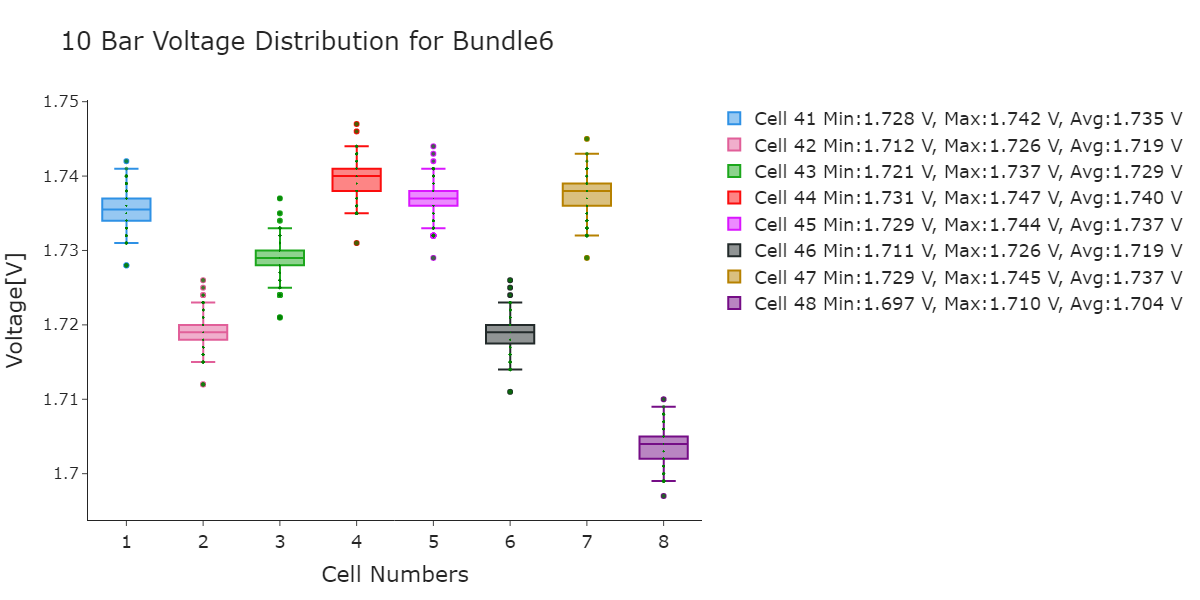 10 Bar Voltage Distribution for Bundle6
Voltage[V]
1.75
1.74
1.73
1.72
1.71
1.7
1 2 3 4 5 6 7 8
Cell Numbers
Cell 41 Min:1.728 V, Max:1.742 V, Avg:1.735 V
Cell 42 Min:1.712 V, Max:1.726 V, Avg:1.719 V
Cell 43 Min:1.721 V, Max:1.737 V, Avg:1.729 V
Cell 44 Min:1.731 V, Max:1.747 V, Avg:1.740 V
Cell 45 Min:1.729 V, Max:1.744 V, Avg:1.737 V
Cell 46 Min:1.711 V, Max:1.726 V, Avg:1.719 V
Cell 47 Min:1.729 V, Max:1.745 V, Avg:1.737 V
Cell 48 Min:1.697 V, Max:1.710 V, Avg:1.704 V